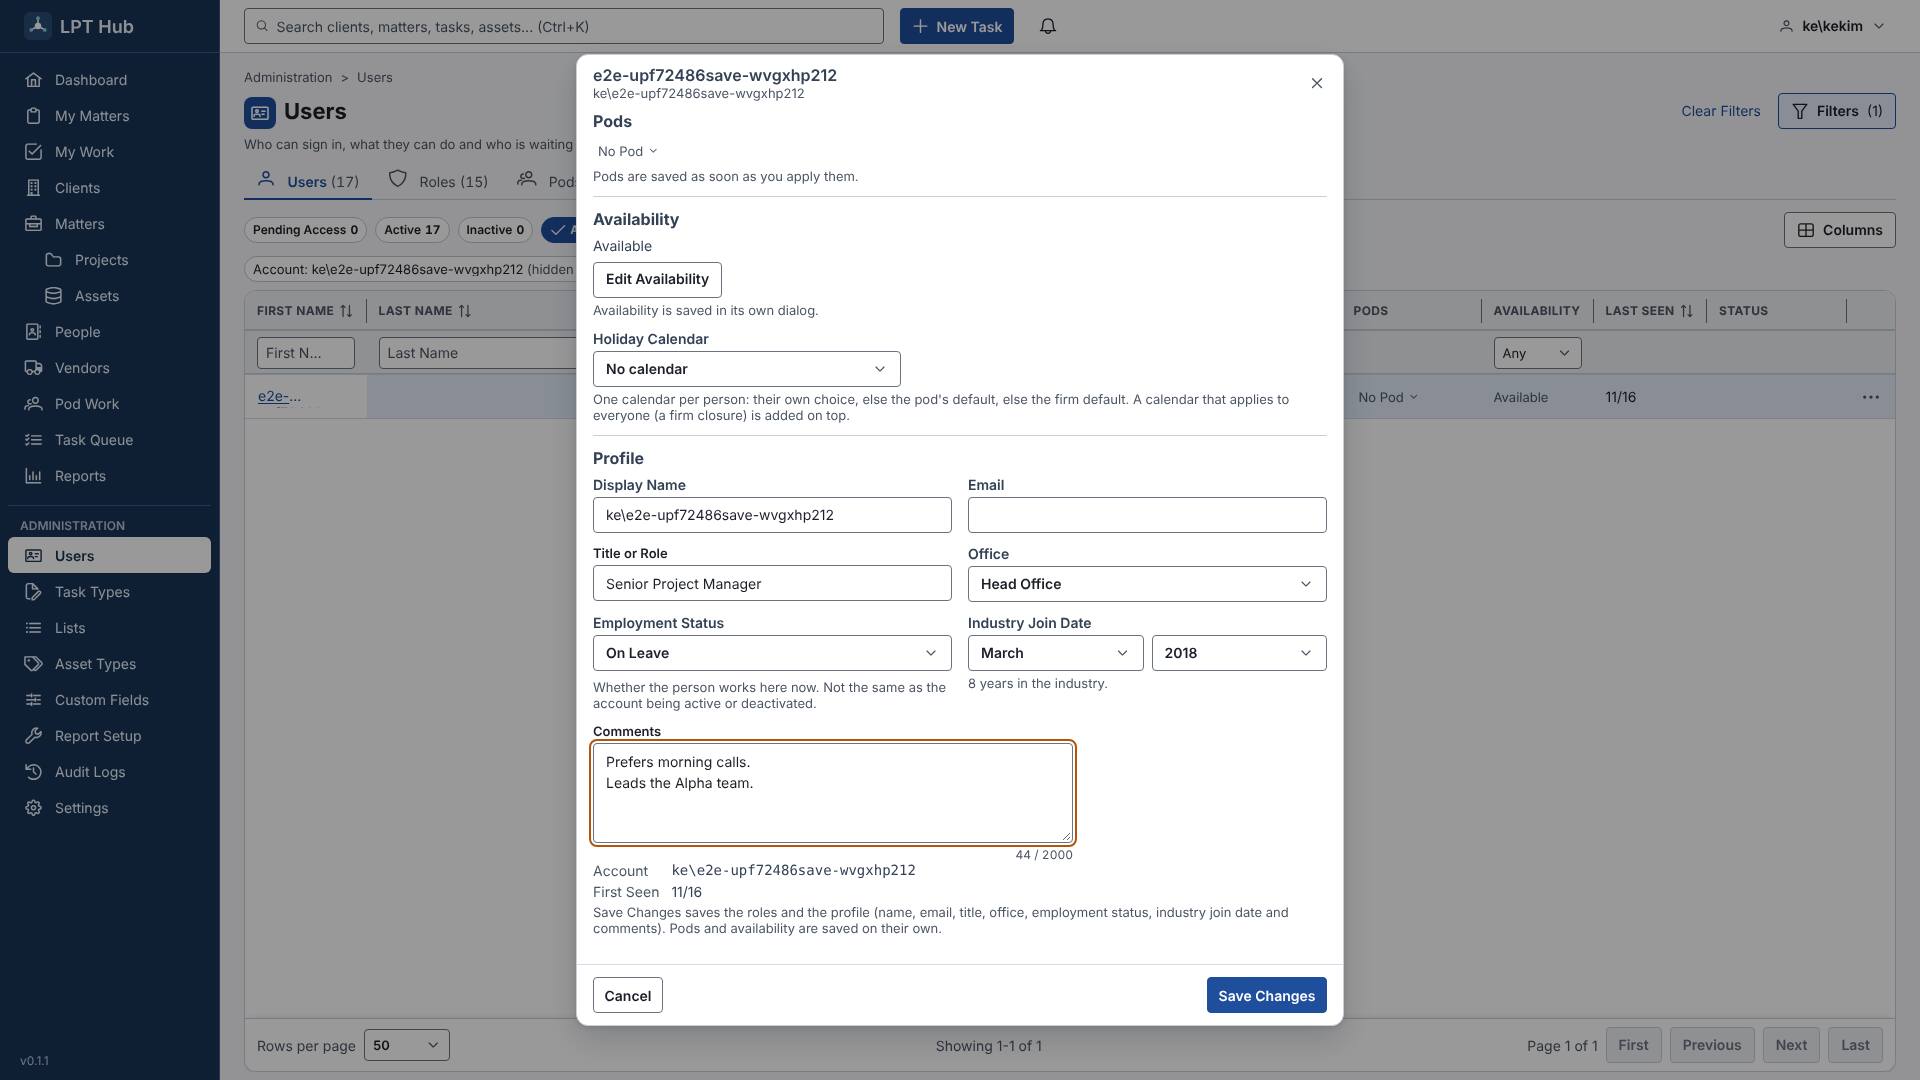 LPT Hub
Search clients, matters, tasks, assets... (Ctrl+K)
New Task
ke\kekim
Dashboard
My Matters
My Work
Clients
Matters
Projects
Assets
People
Vendors
Pod Work
Task Queue
Reports
ADMINISTRATION
Users
Task Types
Lists
Asset Types
Custom Fields
Report Setup
Audit Logs
Settings
v0.1.1
Administration > Users
Users
Who can sign in, what they can do and who is waiting
Clear Filters
Filters (1)
Users (17)
Roles (15)
Pending Access 0
Active 17
Inactive 0
Columns
Account: ke\e2e-upf72486save-wvgxhp212 (hidden
FIRST NAME
LAST NAME
PODS
AVAILABILITY
LAST SEEN
STATUS
First N...
Last Name
Any
e2e-...
No Pod
Available
11/16
e2e-upf72486save-wvgxhp212
ke\e2e-upf72486save-wvgxhp212
Pods
No Pod
Pods are saved as soon as you apply them.
Availability
Available
Edit Availability
Availability is saved in its own dialog.
Holiday Calendar
No calendar
One calendar per person: their own choice, else the pod's default, else the firm default. A calendar that applies to
everyone (a firm closure) is added on top.
Profile
Display Name
Email
ke\e2e-upf72486save-wvgxhp212
Title or Role
Office
Senior Project Manager
Head Office
Employment Status
Industry Join Date
On Leave
March
2018
Whether the person works here now. Not the same as the
account being active or deactivated.
8 years in the industry.
Comments
Prefers morning calls.
Leads the Alpha team.
44 / 2000
Account ke\e2e-upf72486save-wvgxhp212
First Seen 11/16
Save Changes saves the roles and the profile (name, email, title, office, employment status, industry join date and
comments). Pods and availability are saved on their own.
Cancel
Save Changes
Rows per page 50
Showing 1-1 of 1
Page 1 of 1
First
Previous
Next
Last